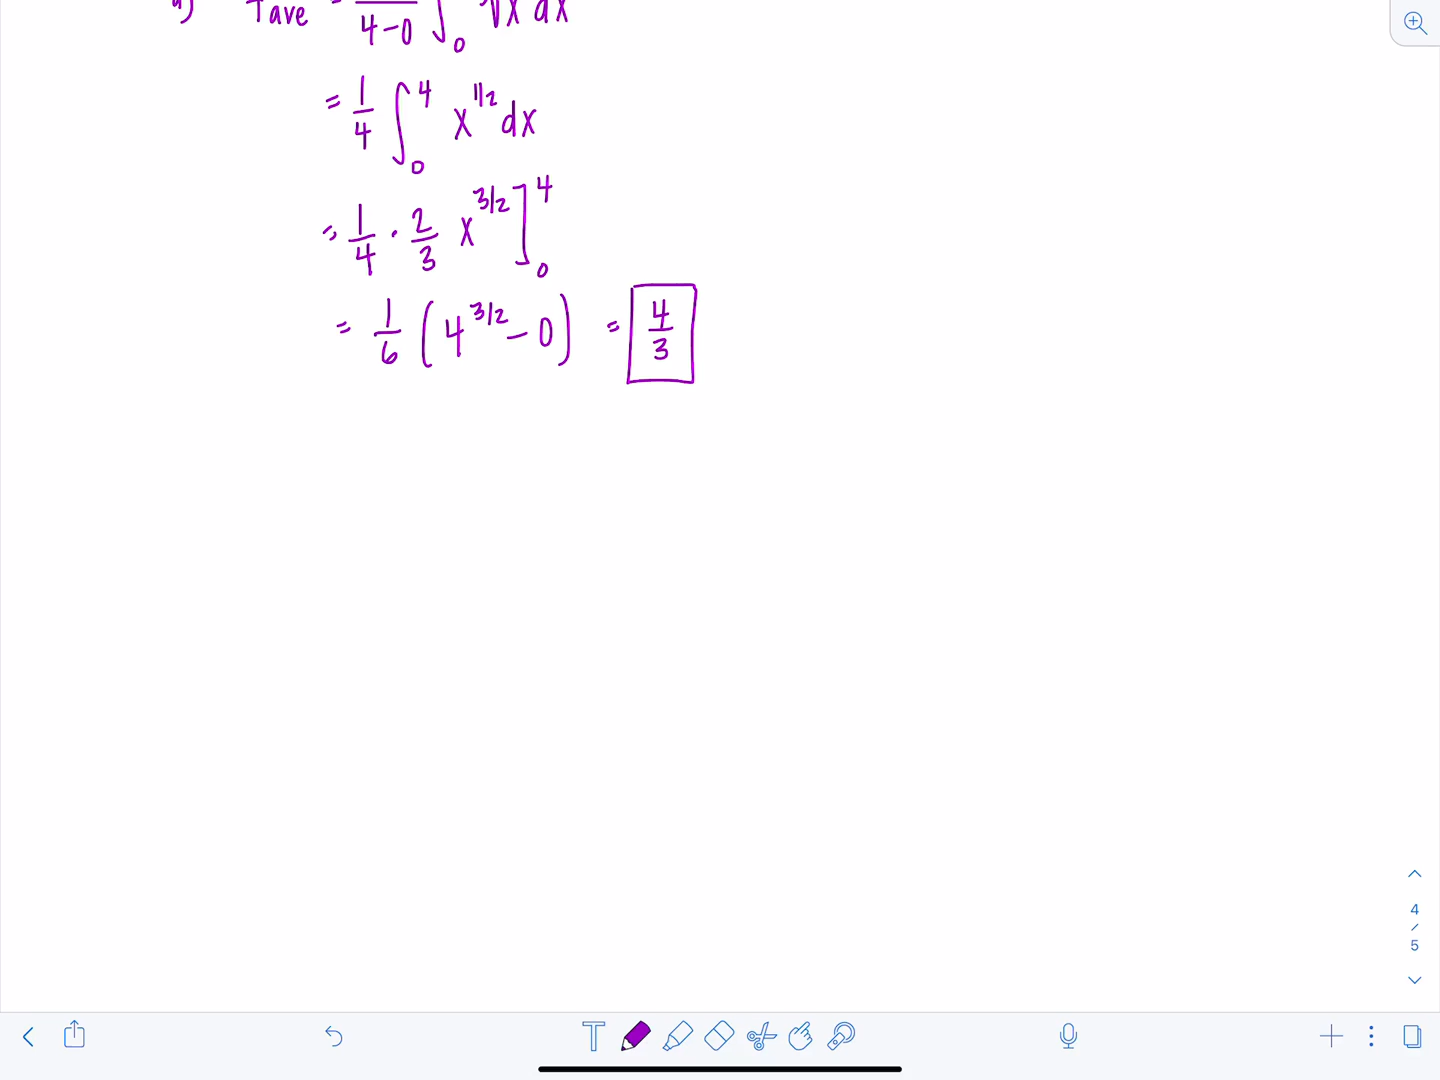 a) f ave = 1/(4-0) ∫_0 √x dx
= 1/4 ∫_0^4 x^{1/2} dx
= 1/4 · 2/3 x^{3/2} ]_0^4
= 1/6 (4^{3/2} - 0) = 4/3
4
/
5
T